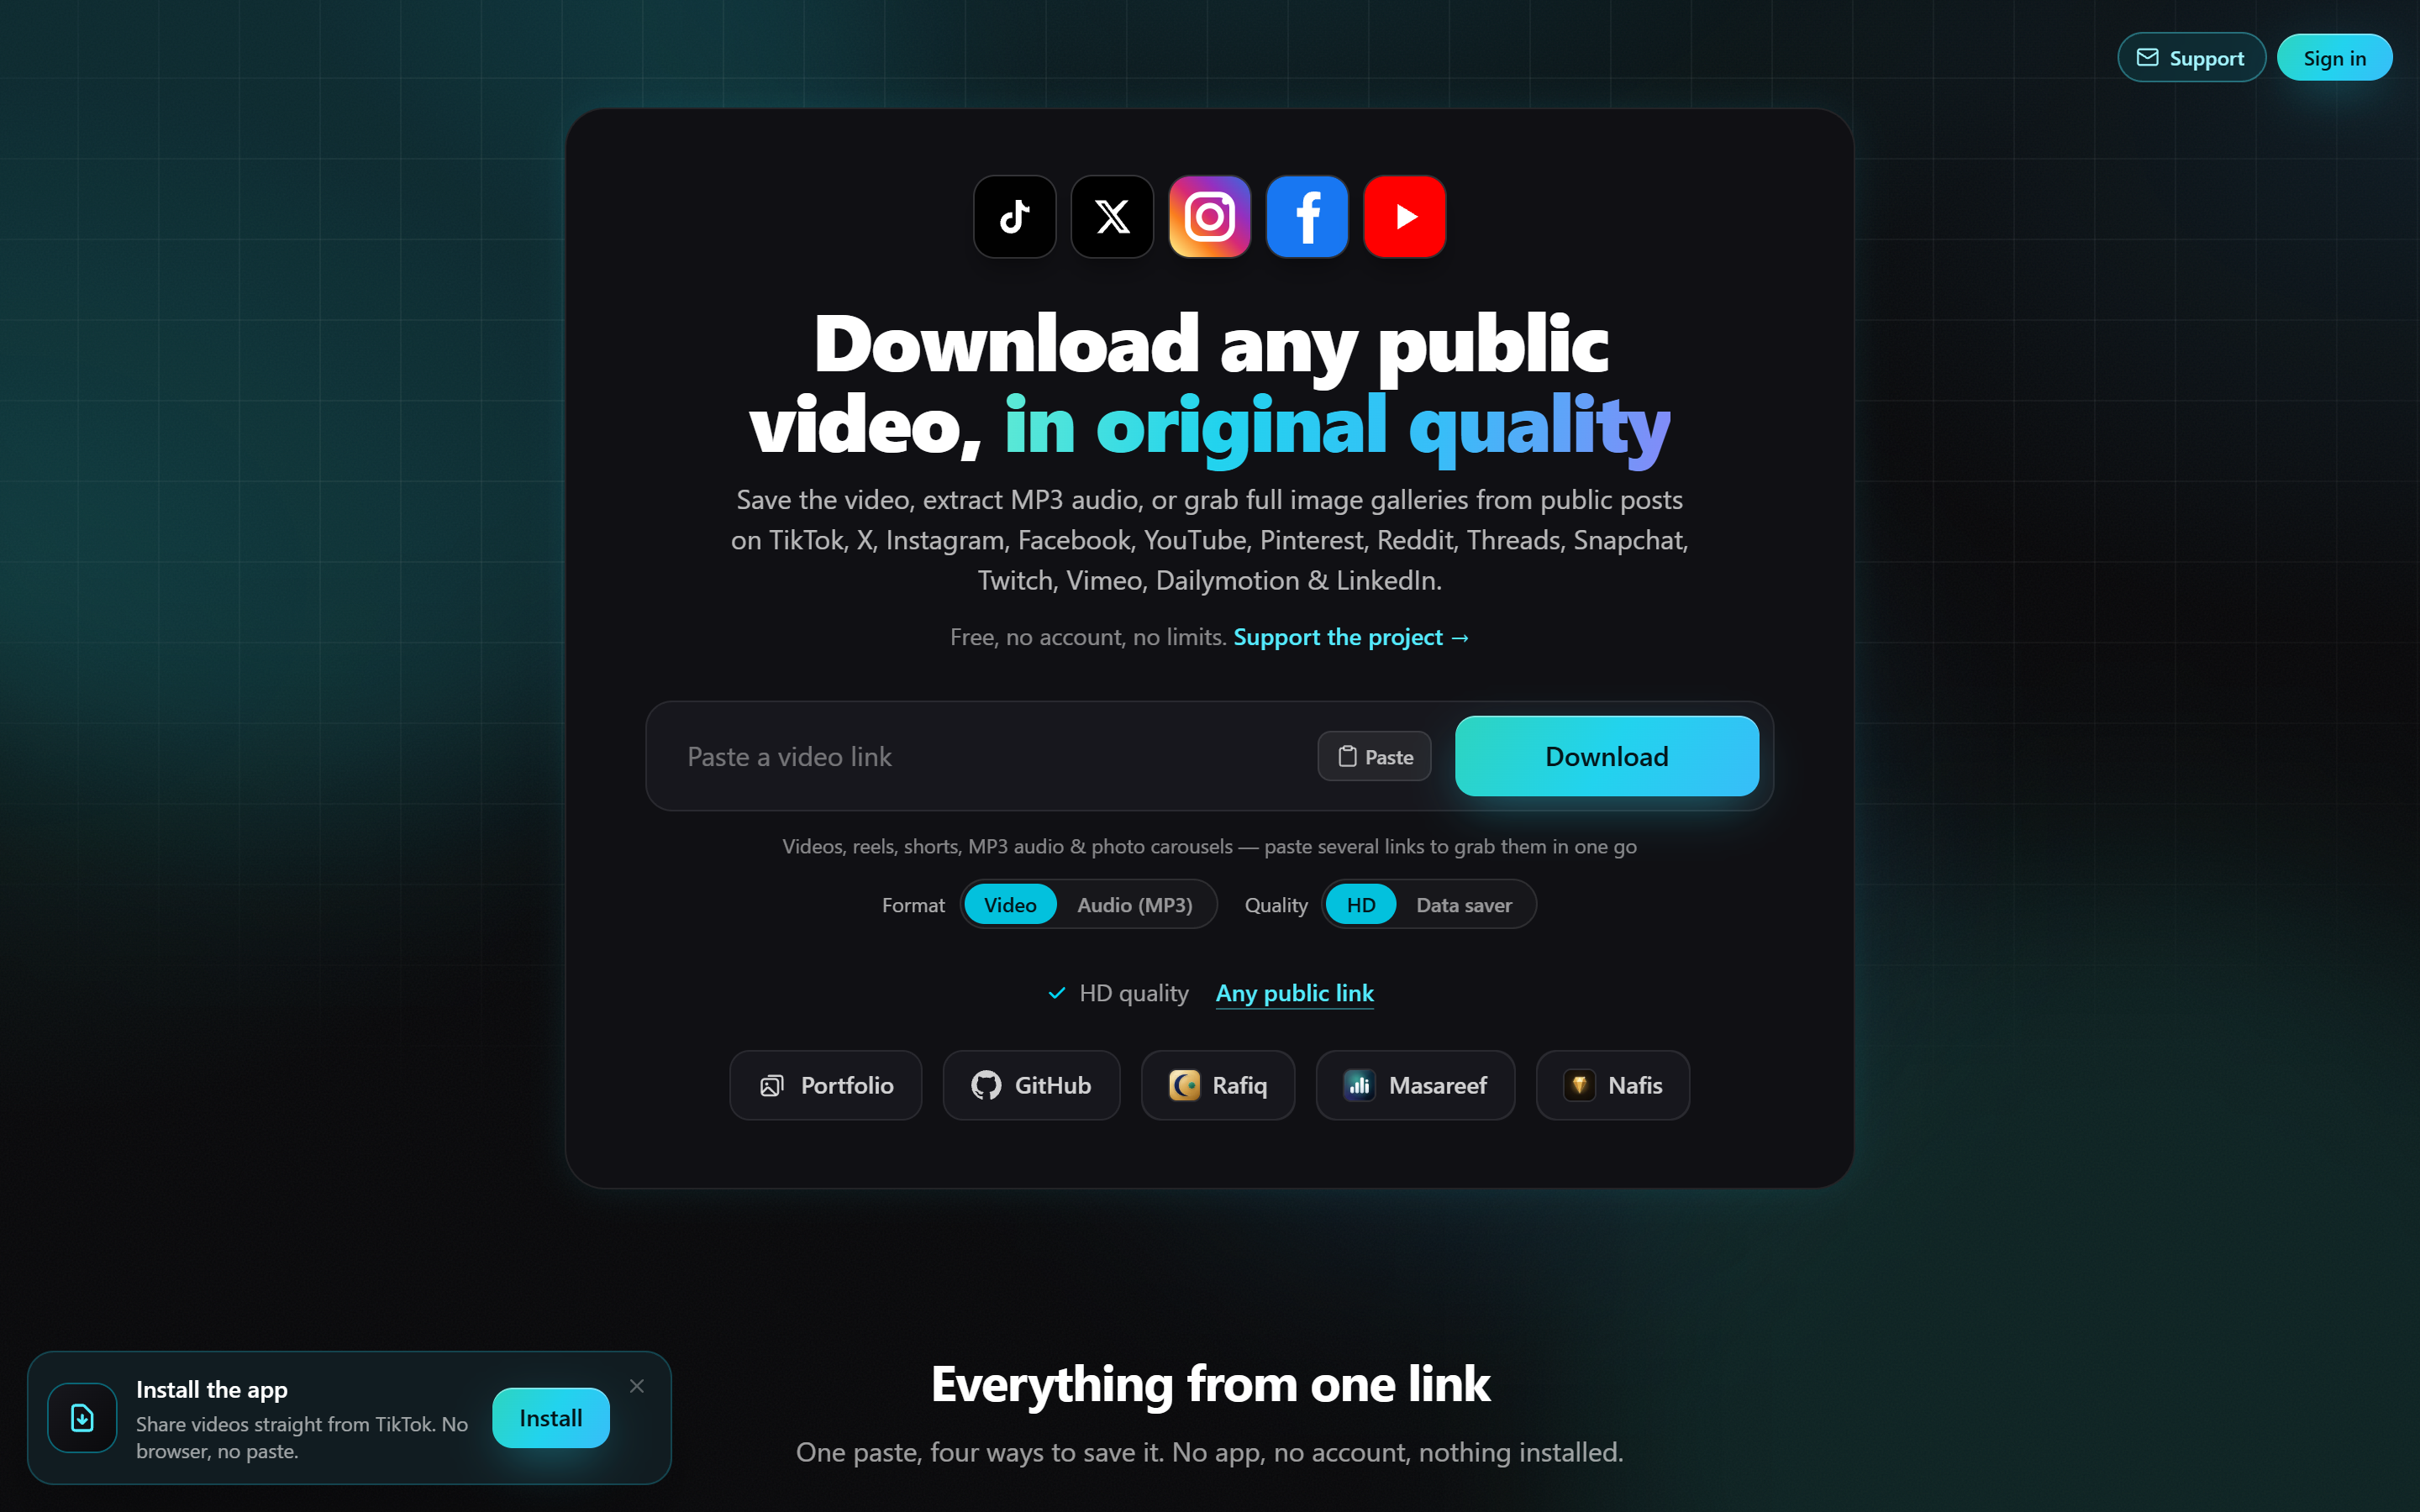 Support
Sign in
Download any public
video, in original quality
Save the video, extract MP3 audio, or grab full image galleries from public posts
on TikTok, X, Instagram, Facebook, YouTube, Pinterest, Reddit, Threads, Snapchat,
Twitch, Vimeo, Dailymotion & LinkedIn.
Free, no account, no limits. Support the project →
Paste a video link
Paste
Download
Videos, reels, shorts, MP3 audio & photo carousels — paste several links to grab them in one go
Format Video Audio (MP3) Quality HD Data saver
HD quality Any public link
Portfolio GitHub Rafiq Masareef Nafis
Everything from one link
One paste, four ways to save it. No app, no account, nothing installed.
Install the app
Share videos straight from TikTok. No
browser, no paste.
Install